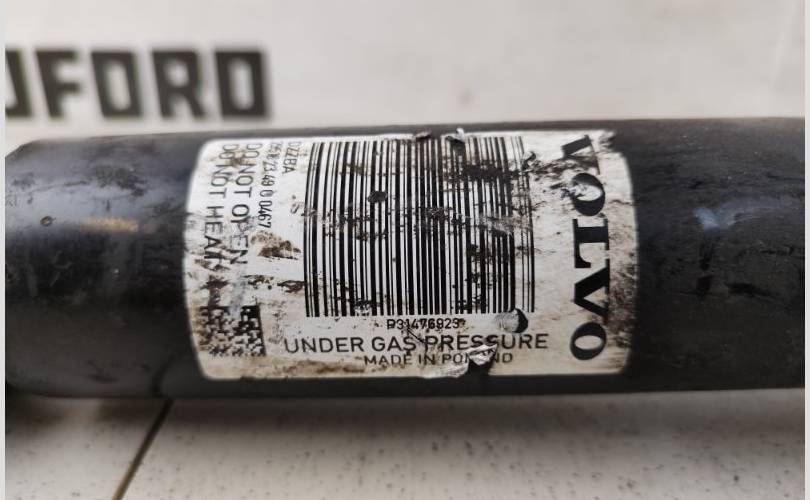 UFORD
VOLVO
P31476923
UNDER GAS PRESSURE
MADE IN POLAND
DO NOT OPEN
DO NOT HEAT